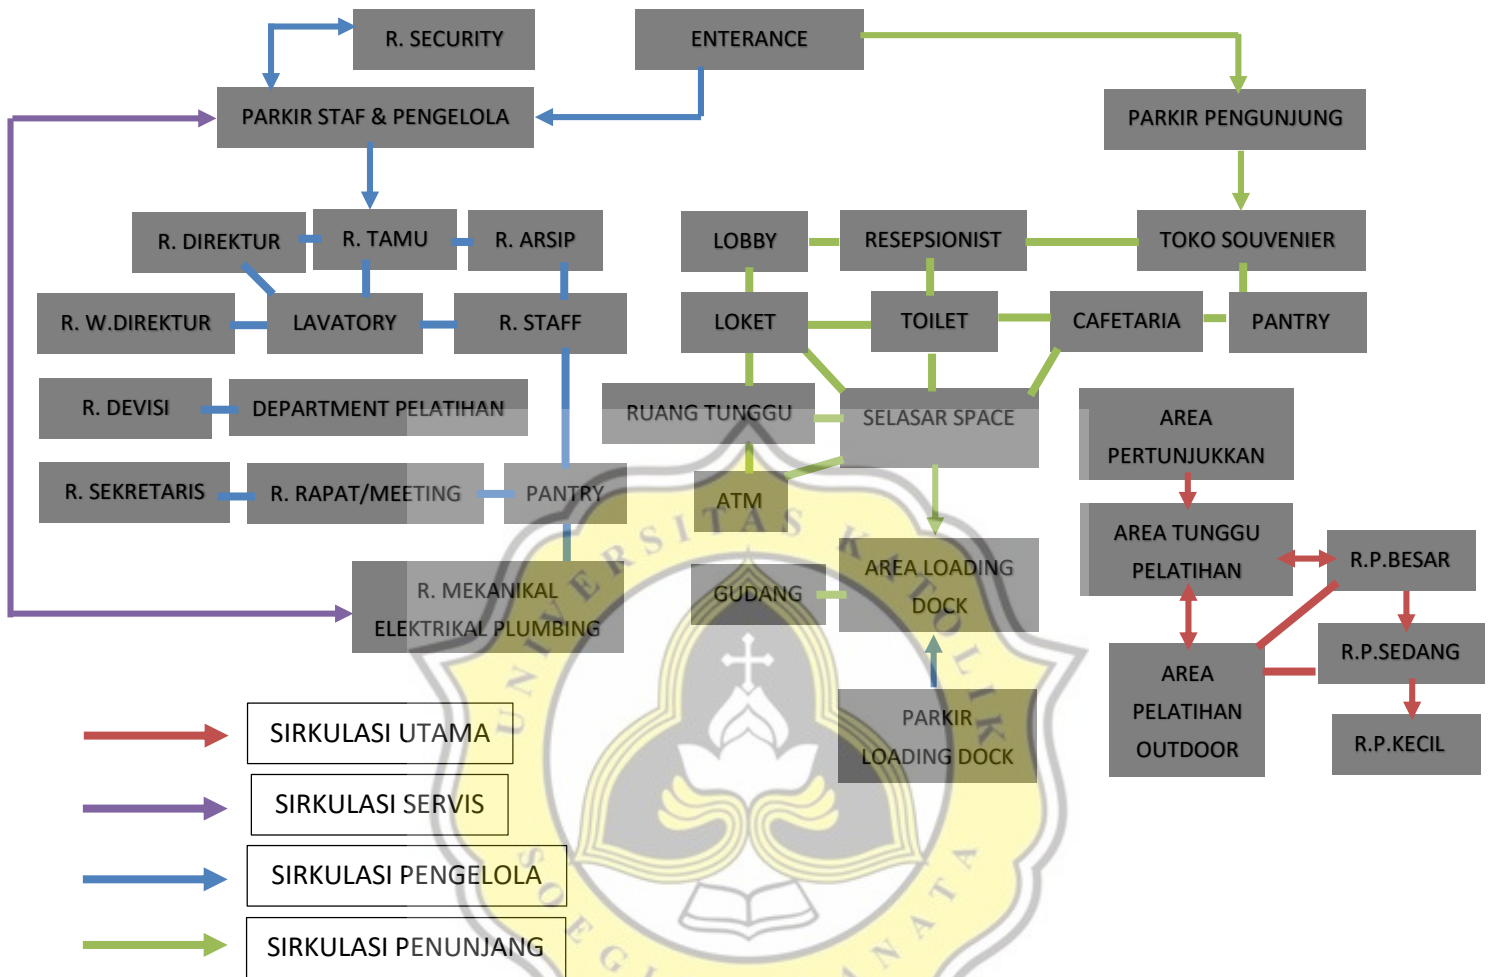 R. SECURITY
ENTERANCE
PARKIR STAF & PENGELOLA
PARKIR PENGUNJUNG
R. DIREKTUR
R. TAMU
R. ARSIP
LOBBY
RESEPSIONIST
TOKO SOUVENIER
R. W.DIREKTUR
LAVATORY
R. STAFF
LOKET
TOILET
CAFETARIA
PANTRY
R. DEVISI
DEPARTMENT PELATIHAN
RUANG TUNGGU
SELASAR SPACE
AREA
PERTUNJUKKAN
R. SEKRETARIS
R. RAPAT/MEETING
PANTRY
ATM
AREA TUNGGU
PELATIHAN
R.P.BESAR
R. MEKANIKAL
ELEKTRIKAL PLUMBING
GUDANG
AREA LOADING
DOCK
R.P.SEDANG
AREA
PELATIHAN
OUTDOOR
PARKIR
LOADING DOCK
R.P.KECIL
SIRKULASI UTAMA
SIRKULASI SERVIS
SIRKULASI PENGELOLA
SIRKULASI PENUNJANG
UNIVERSITAS KATOLIK